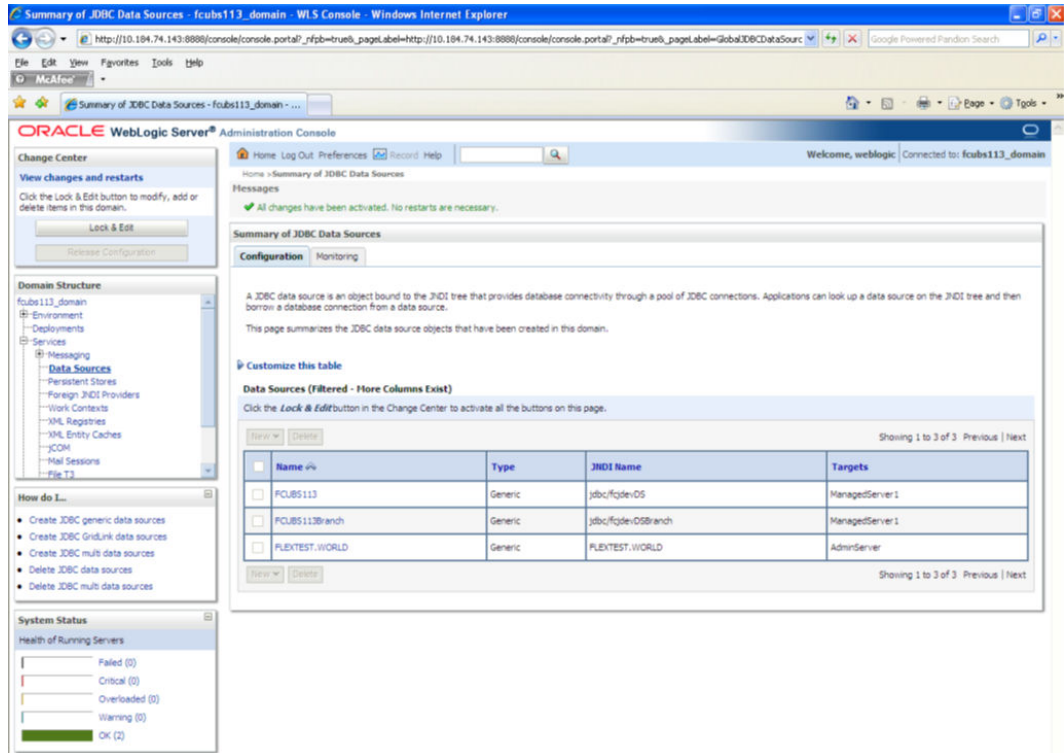 Summary of JDBC Data Sources - fcubs113_domain - WLS Console - Windows Internet Explorer
http://10.184.74.143:8888/console/console.portal?_nfpb=true&_pageLabel=http://10.184.74.143:8888/console/console.portal?_nfpb=true&_pageLabel=GlobalJDBCDataSourc
Google Powered Pandion Search
File Edit View Favorites Tools Help
McAfee
Summary of JDBC Data Sources - fcubs113_domain - ...
Page Tools
ORACLE WebLogic Server® Administration Console
Change Center
View changes and restarts
Click the Lock & Edit button to modify, add or
delete items in this domain.
Lock & Edit
Release Configuration
Domain Structure
fcubs113_domain
Environment
Deployments
Services
Messaging
Data Sources
Persistent Stores
Foreign JNDI Providers
Work Contexts
XML Registries
XML Entity Caches
jCOM
Mail Sessions
File T3
How do I...
Create JDBC generic data sources
Create JDBC GridLink data sources
Create JDBC multi data sources
Delete JDBC data sources
Delete JDBC multi data sources
System Status
Health of Running Servers
Failed (0)
Critical (0)
Overloaded (0)
Warning (0)
OK (2)
Home Log Out Preferences Record Help
Welcome, weblogic Connected to: fcubs113_domain
Home >Summary of JDBC Data Sources
Messages
All changes have been activated. No restarts are necessary.
Summary of JDBC Data Sources
Configuration Monitoring
A JDBC data source is an object bound to the JNDI tree that provides database connectivity through a pool of JDBC connections. Applications can look up a data source on the JNDI tree and then
borrow a database connection from a data source.
This page summarizes the JDBC data source objects that have been created in this domain.
Customize this table
Data Sources (Filtered - More Columns Exist)
Click the Lock & Edit button in the Change Center to activate all the buttons on this page.
New Delete Showing 1 to 3 of 3 Previous | Next
Name Type JNDI Name Targets
FCUBS113 Generic jdbc/fcjdevDS ManagedServer1
FCUBS113Branch Generic jdbc/fcjdevDSBranch ManagedServer1
FLEXTEST.WORLD Generic FLEXTEST.WORLD AdminServer
New Delete Showing 1 to 3 of 3 Previous | Next